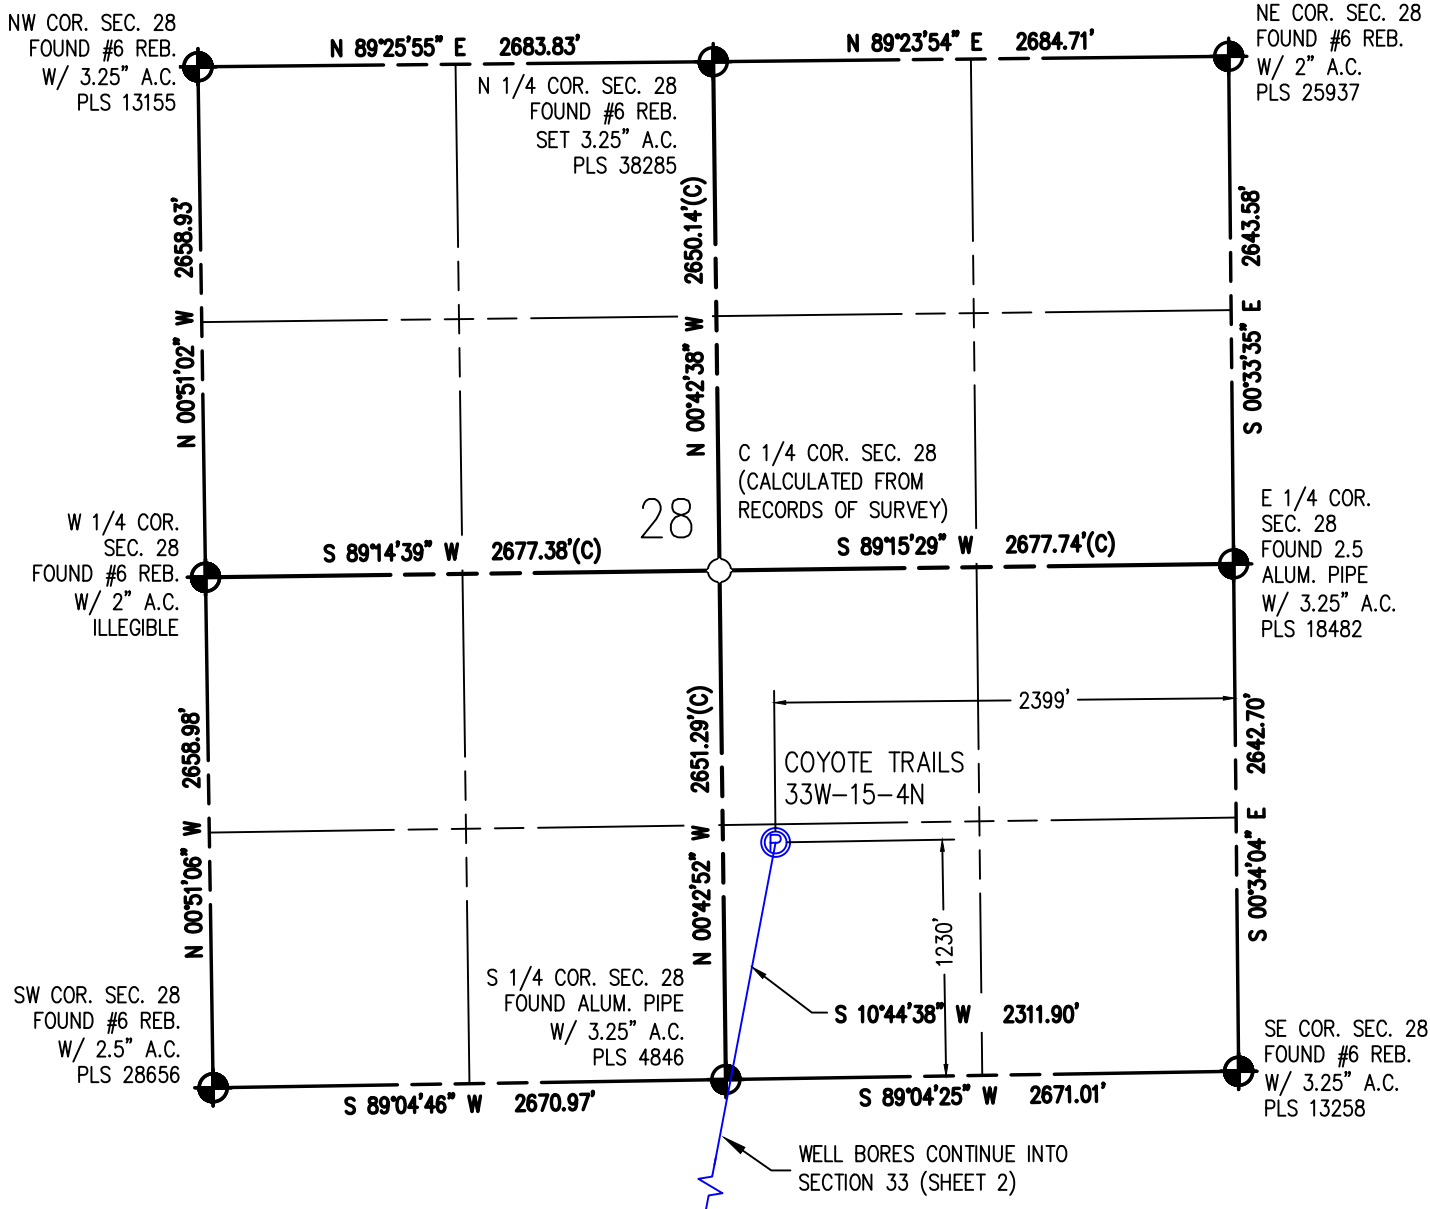 NW COR. SEC. 28
FOUND #6 REB.
W/ 3.25" A.C.
PLS 13155
N 89°25'55" E 2683.83'
N 1/4 COR. SEC. 28
FOUND #6 REB.
SET 3.25" A.C.
PLS 38285
N 89°23'54" E 2684.71'
NE COR. SEC. 28
FOUND #6 REB.
W/ 2" A.C.
PLS 25937
N 00°51'02" W 2658.93'
N 00°42'38" W 2650.14'(C)
S 00°33'35" E 2643.58'
C 1/4 COR. SEC. 28
(CALCULATED FROM
RECORDS OF SURVEY)
28
W 1/4 COR.
SEC. 28
FOUND #6 REB.
W/ 2" A.C.
ILLEGIBLE
S 89°14'39" W 2677.38'(C)
S 89°15'29" W 2677.74'(C)
E 1/4 COR.
SEC. 28
FOUND 2.5
ALUM. PIPE
W/ 3.25" A.C.
PLS 18482
N 00°51'06" W 2658.98'
N 00°42'52" W 2651.29'(C)
S 00°34'04" E 2642.70'
2399'
COYOTE TRAILS
33W-15-4N
P
1230'
S 10°44'38" W 2311.90'
SW COR. SEC. 28
FOUND #6 REB.
W/ 2.5" A.C.
PLS 28656
S 1/4 COR. SEC. 28
FOUND ALUM. PIPE
W/ 3.25" A.C.
PLS 4846
SE COR. SEC. 28
FOUND #6 REB.
W/ 3.25" A.C.
PLS 13258
S 89°04'46" W 2670.97'
S 89°04'25" W 2671.01'
WELL BORES CONTINUE INTO
SECTION 33 (SHEET 2)